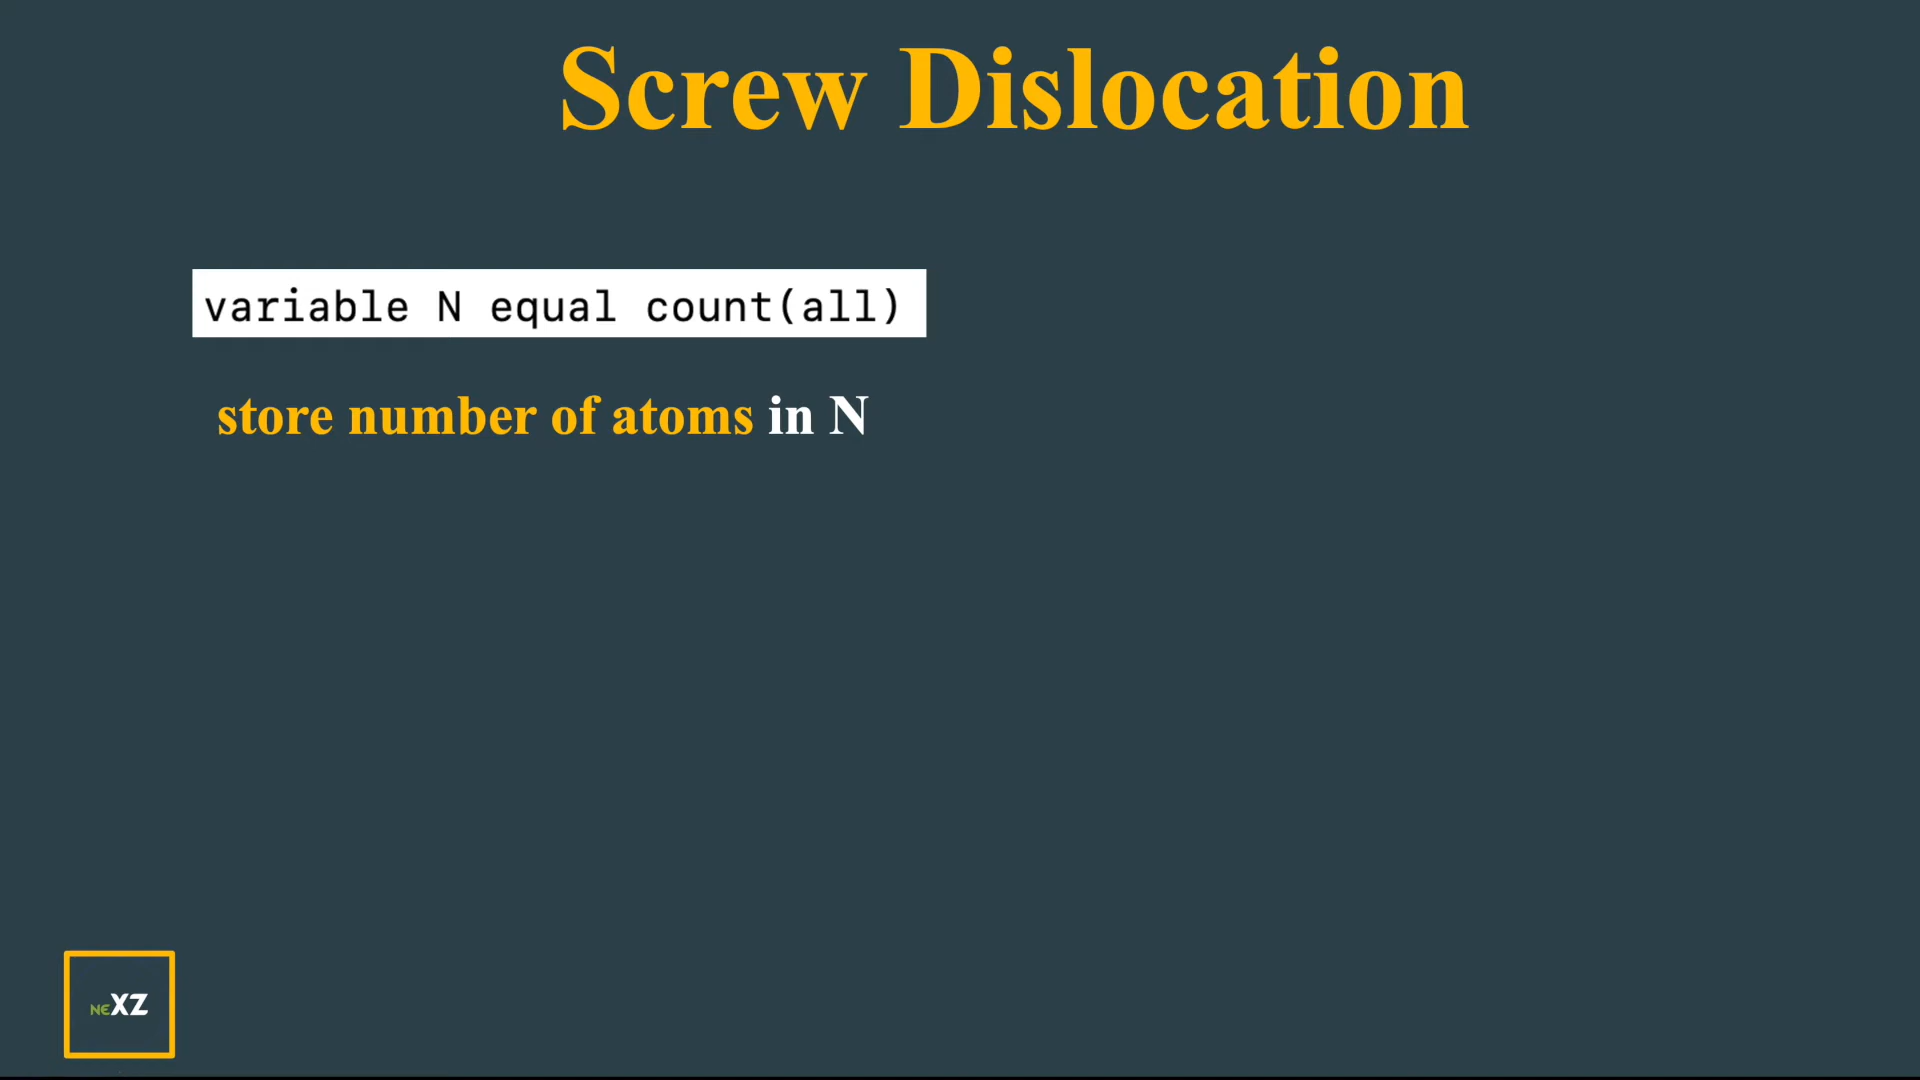 Screw Dislocation
variable N equal count(all)
store number of atoms in N
NEXZ